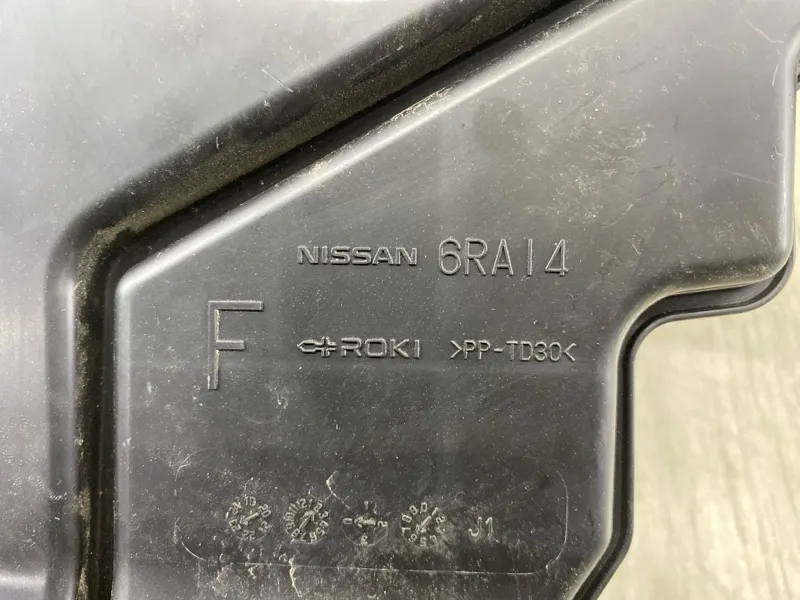 NISSAN 6RA14
F
ROKI >PP-TD30<
J1